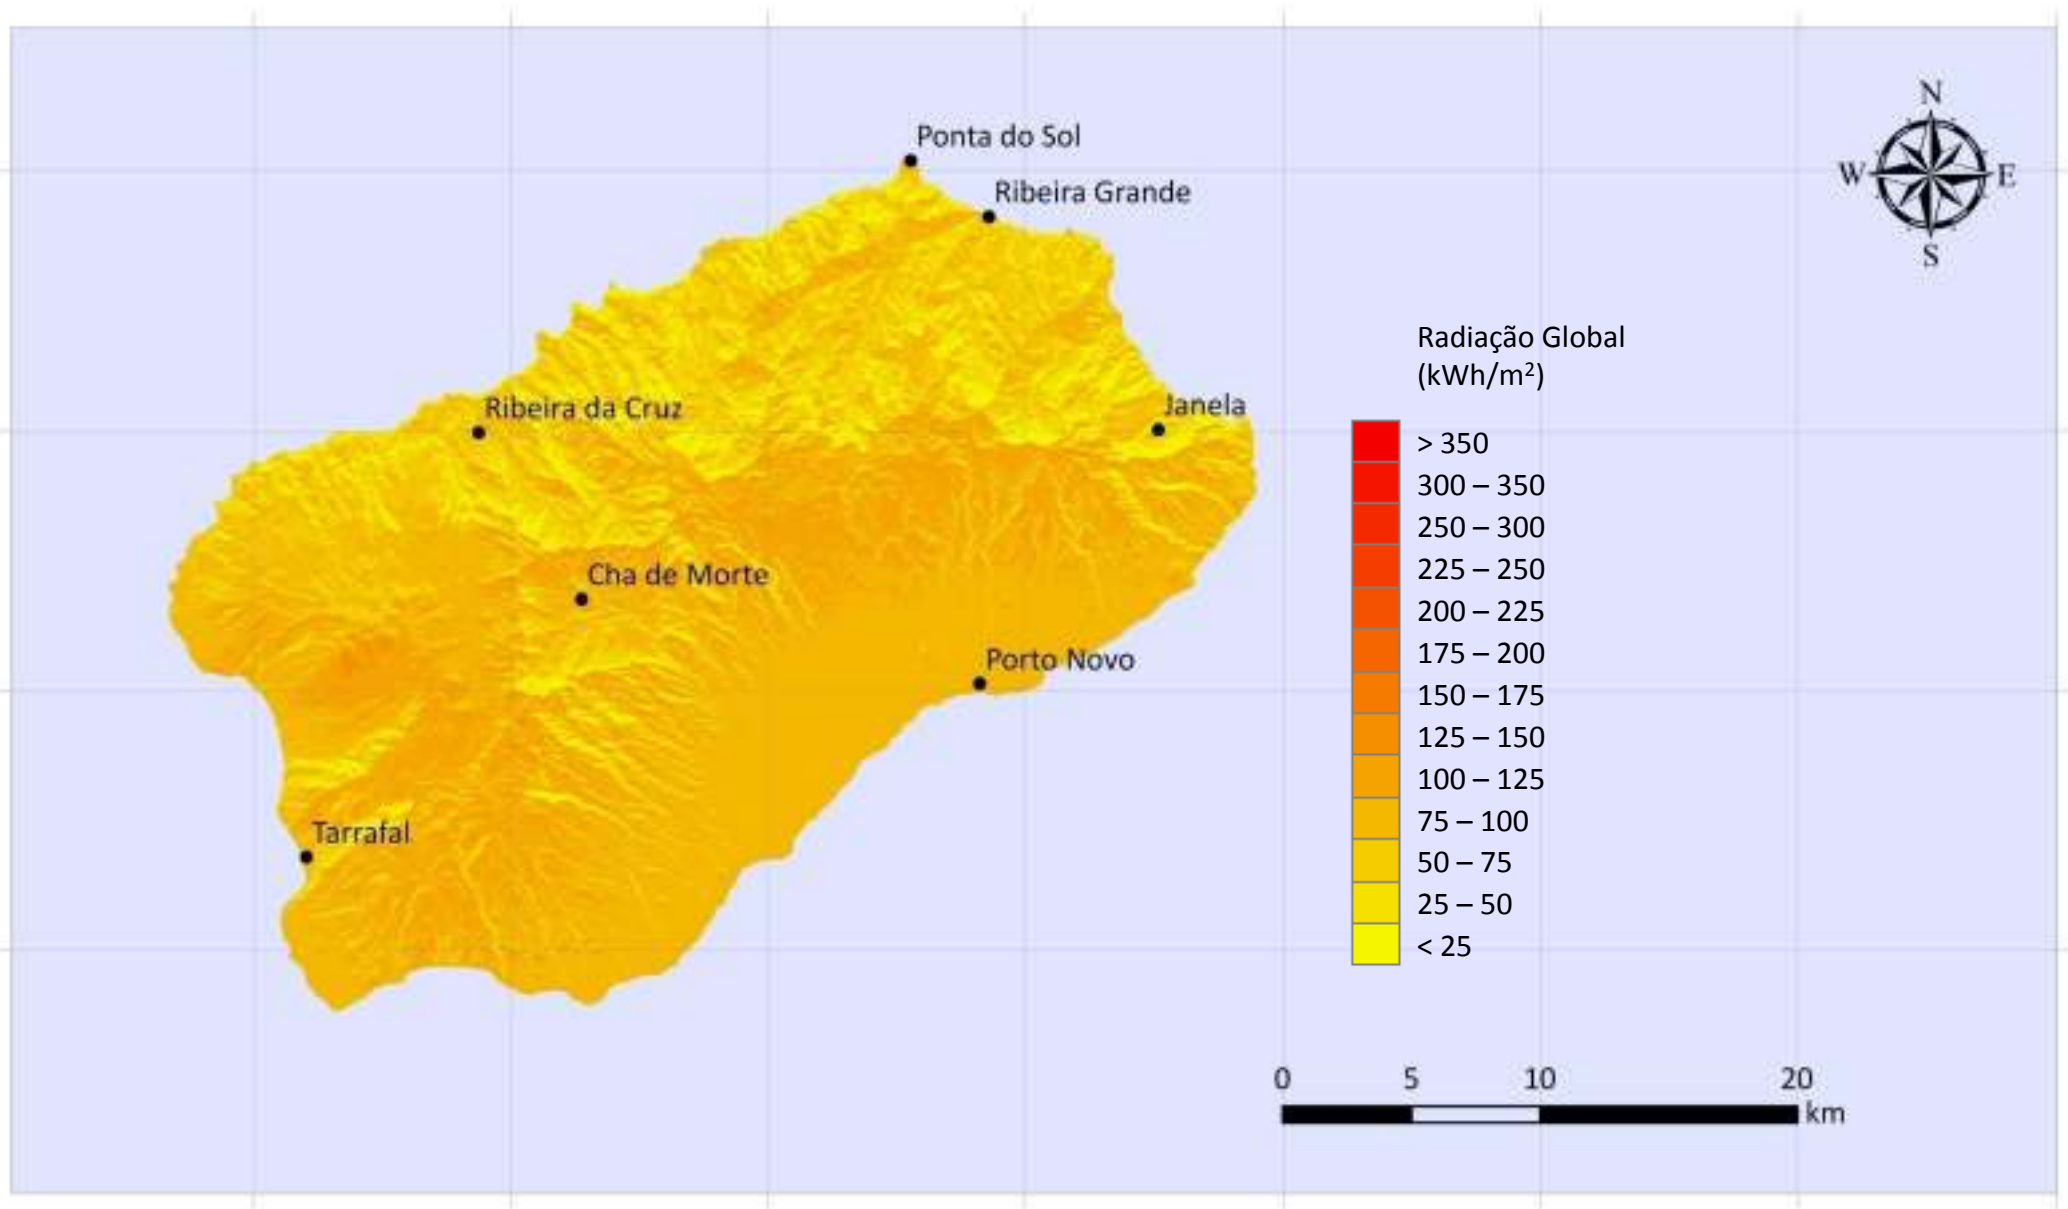 N
Ponta do Sol
W
E
Ribeira Grande
S
Radiação Global
(kWh/m²)
Ribeira da Cruz
Janela
> 350
300 – 350
250 – 300
225 – 250
Cha de Morte
200 – 225
Porto Novo
175 – 200
150 – 175
125 – 150
100 – 125
75 – 100
Tarrafal
50 – 75
25 – 50
< 25
0 5 10 20
km